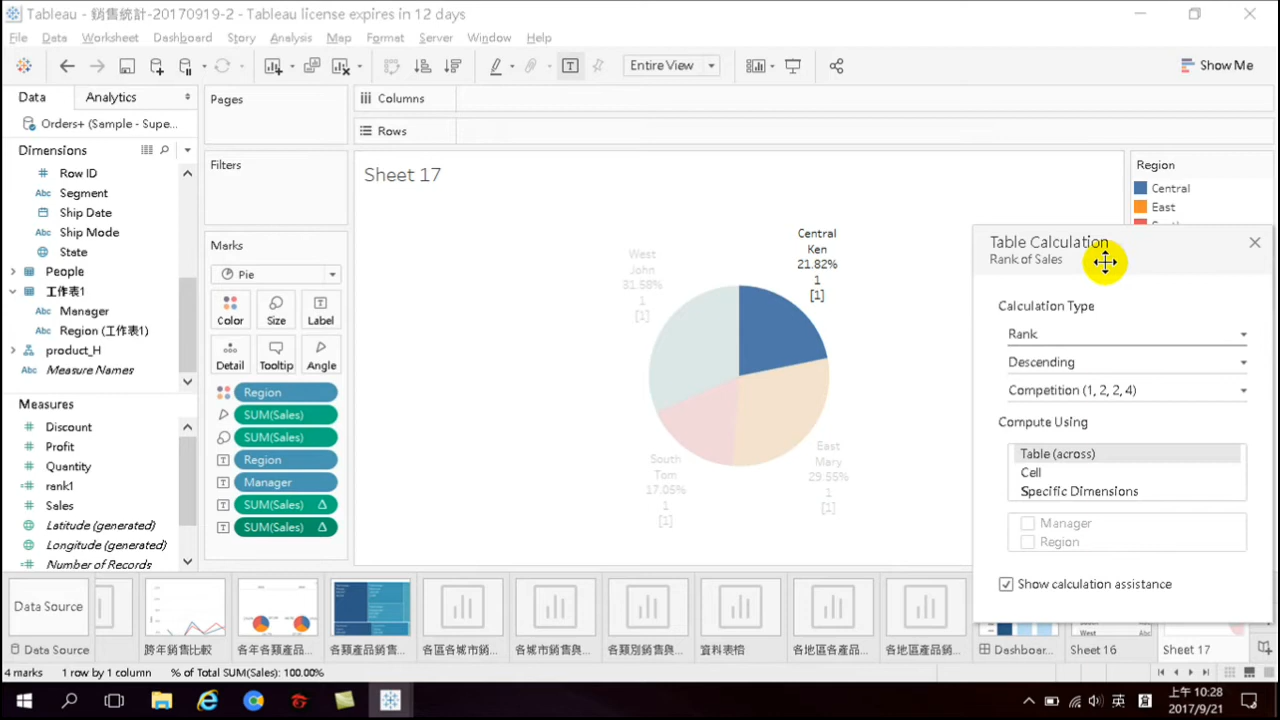 Tableau - 銷售統計-20170919-2 - Tableau license expires in 12 days
File Data Worksheet Dashboard Story Analysis Map Format Server Window Help
Entire View
Show Me
Data Analytics
Orders+ (Sample - Supe...
Dimensions
Row ID
Segment
Abc
Ship Date
Ship Mode
Abc
State
People
工作表1
Manager
Abc
Region (工作表1)
Abc
product_H
Measure Names
Abc
Measures
Discount
Profit
Quantity
rank1
Sales
Latitude (generated)
Longitude (generated)
Number of Records
Pages
Filters
Marks
Pie
Color Size Label
Detail Tooltip Angle
Region
SUM(Sales)
SUM(Sales)
Region
Manager
SUM(Sales) Δ
SUM(Sales) Δ
Columns
Rows
Sheet 17
Central
Ken
21.82%
1
[1]
West
John
31.58%
1
[1]
South
Tom
17.05%
1
[1]
East
Mary
29.55%
1
[1]
Region
Central
East
Table Calculation
Rank of Sales
Calculation Type
Rank
Descending
Competition (1, 2, 2, 4)
Compute Using
Table (across)
Cell
Specific Dimensions
Manager
Region
Show calculation assistance
Data Source
Data Source
跨年銷售比較
各年各類產品...
各類產品銷售...
各區各城市銷...
各城市銷售與...
各類別銷售與...
資料表格
各地區各產品...
各地區產品銷...
Dashboar...
West
Sheet 16
Sheet 17
4 marks 1 row by 1 column % of Total SUM(Sales): 100.00%
英
上午 10:28
2017/9/21